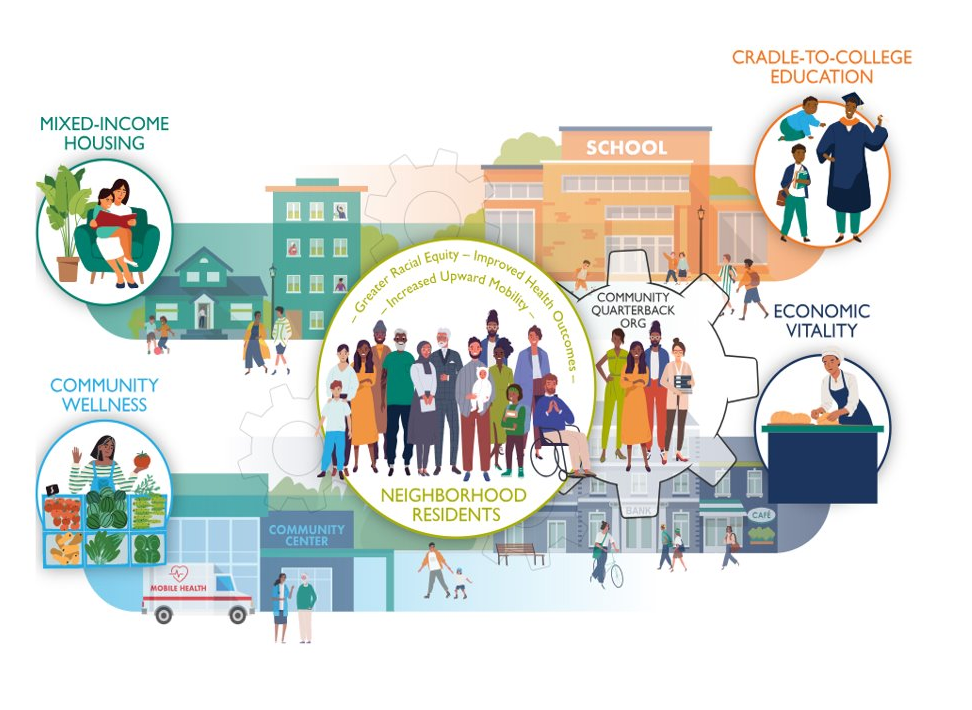 CRADLE-TO-COLLEGE
EDUCATION
MIXED-INCOME
HOUSING
SCHOOL
– Greater Racial Equity – Improved Health Outcomes –
– Increased Upward Mobility –
COMMUNITY
QUARTERBACK
ORG
ECONOMIC
VITALITY
COMMUNITY
WELLNESS
NEIGHBORHOOD
RESIDENTS
BANK
CAFÉ
COMMUNITY
CENTER
MOBILE HEALTH